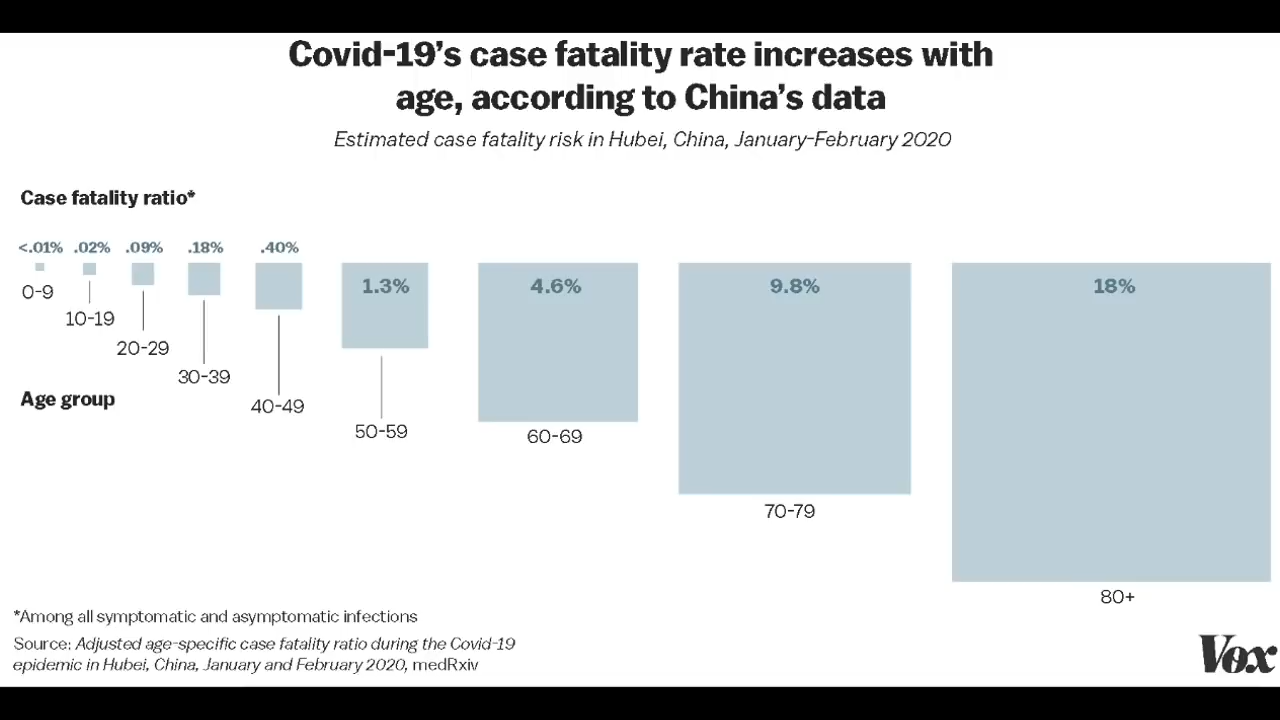 Covid-19's case fatality rate increases with
age, according to China's data
Estimated case fatality risk in Hubei, China, January-February 2020
Case fatality ratio*
<.01% .02% .09% .18% .40%
1.3% 4.6% 9.8% 18%
0-9
10-19
20-29
30-39
Age group
40-49
50-59
60-69
70-79
80+
*Among all symptomatic and asymptomatic infections
Source: Adjusted age-specific case fatality ratio during the Covid-19
epidemic in Hubei, China, January and February 2020, medRxiv
Vox